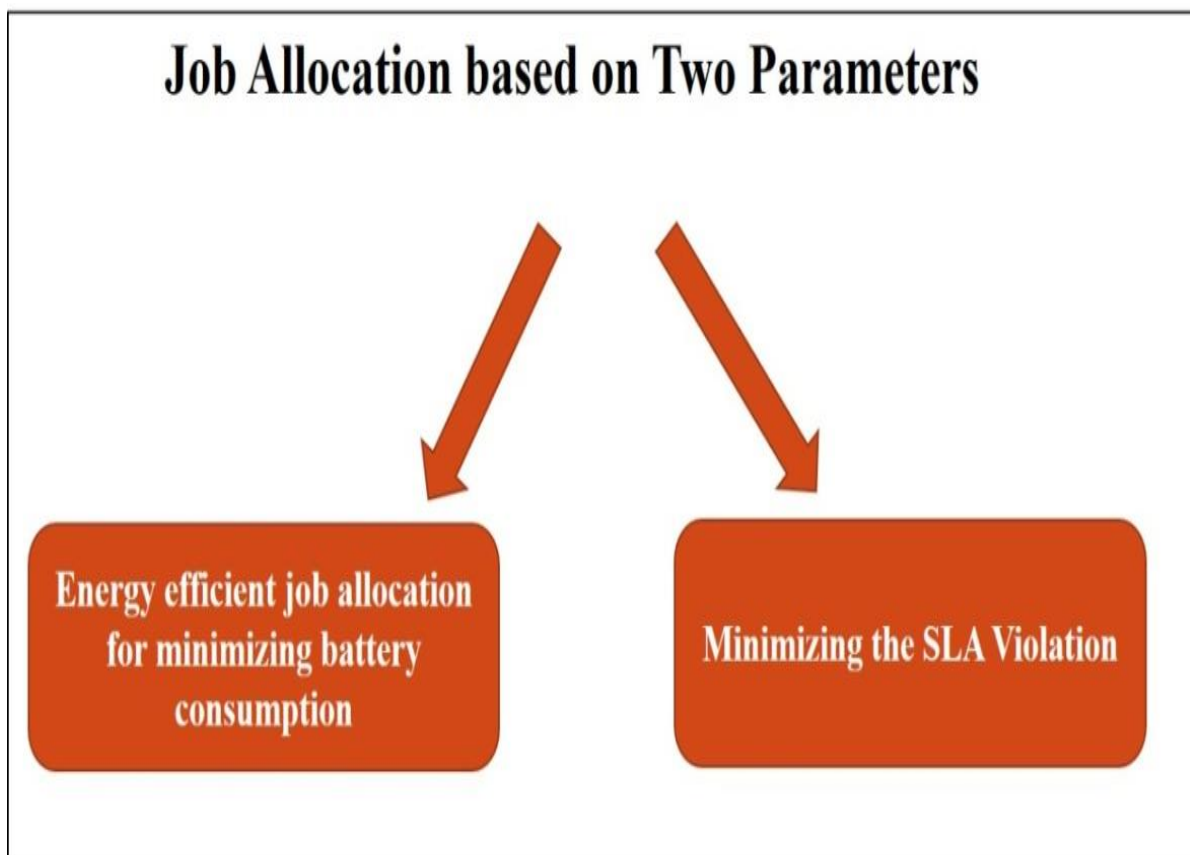 Job Allocation based on Two Parameters
Energy efficient job allocation
for minimizing battery
consumption
Minimizing the SLA Violation